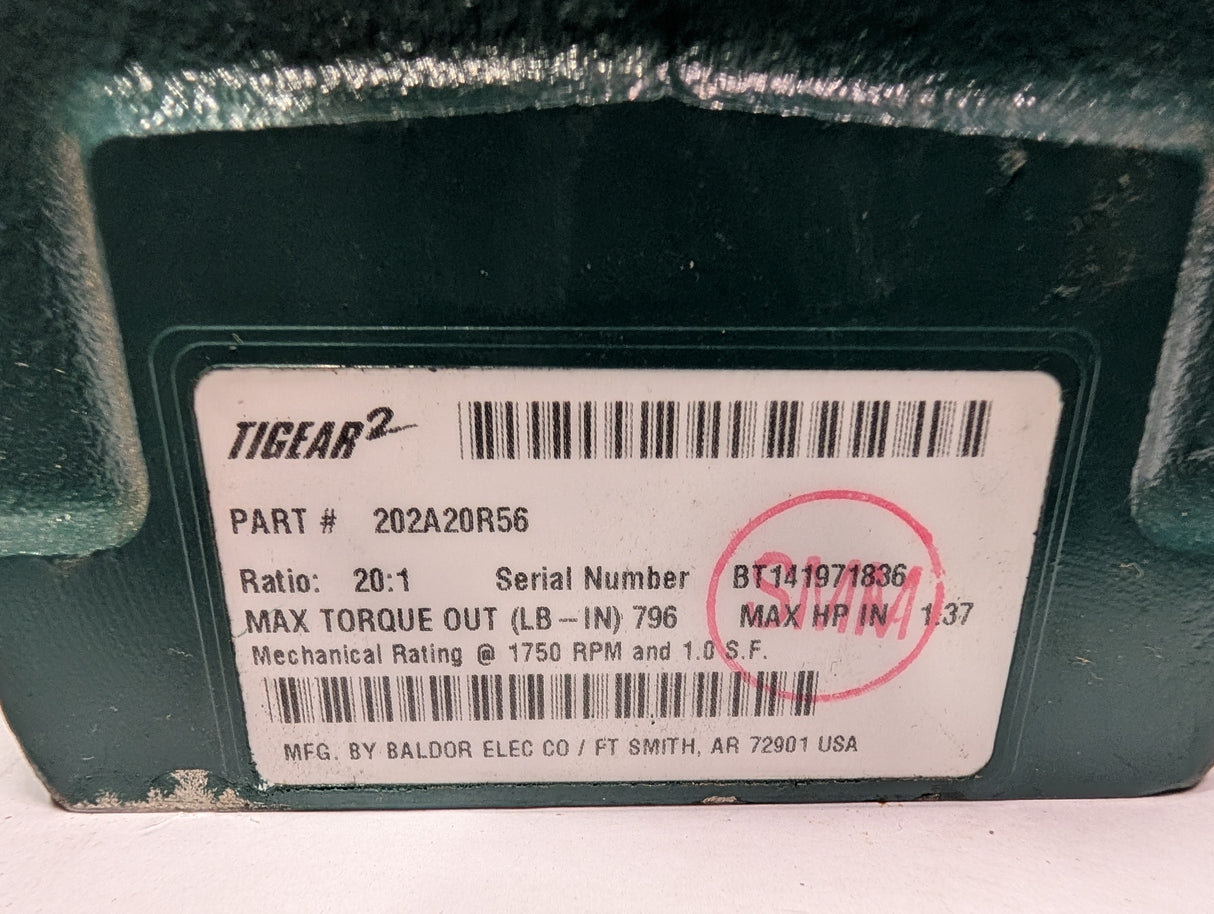 TIGEAR2
PART # 202A20R56
Ratio: 20:1 Serial Number BT141971836
MAX TORQUE OUT (LB-IN) 796 MAX HP IN 1.37
Mechanical Rating @ 1750 RPM and 1.0 S.F.
MFG. BY BALDOR ELEC CO / FT SMITH, AR 72901 USA